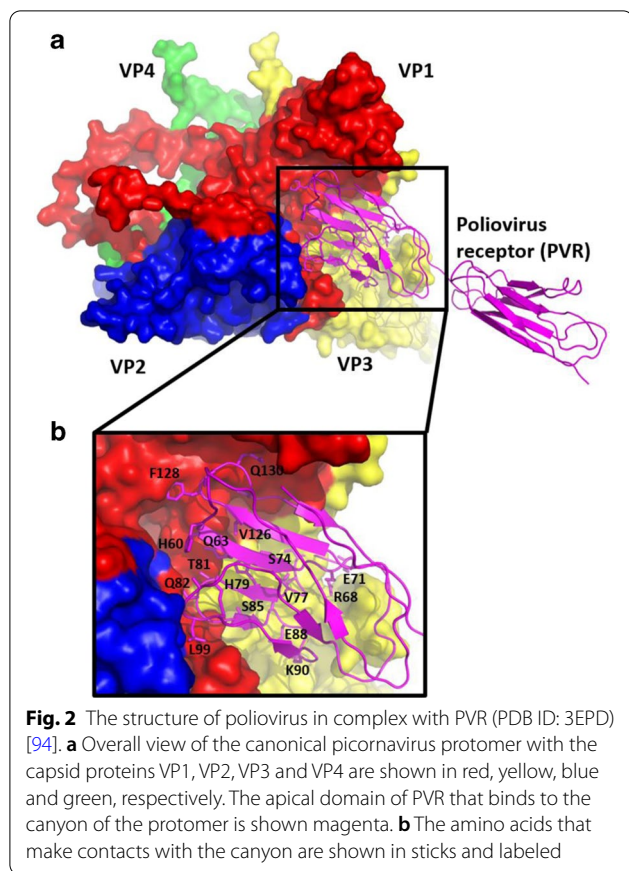 a
VP4
VP1
Poliovirus
receptor (PVR)
VP2
VP3
b
F128
Q130
H60
Q63
V126
T81
S74
Q82
H79
E71
V77
R68
S85
E88
L99
K90
Fig. 2 The structure of poliovirus in complex with PVR (PDB ID: 3EPD)
[94]. a Overall view of the canonical picornavirus protomer with the
capsid proteins VP1, VP2, VP3 and VP4 are shown in red, yellow, blue
and green, respectively. The apical domain of PVR that binds to the
canyon of the protomer is shown magenta. b The amino acids that
make contacts with the canyon are shown in sticks and labeled